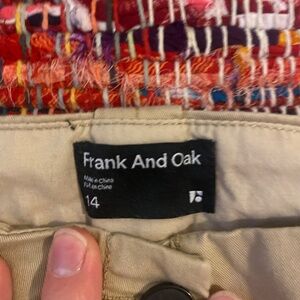 Frank And Oak
Made in China
Fait en Chine
14